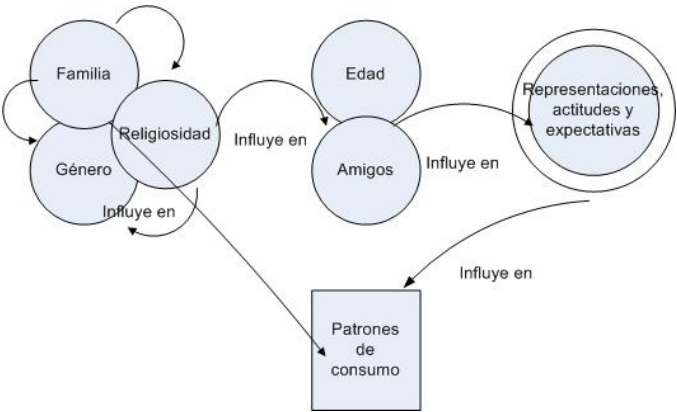 Familia
Religiosidad
Género
Influye en
Influye en
Edad
Amigos
Influye en
Representaciones,
actitudes y
expectativas
Influye en
Patrones
de
consumo